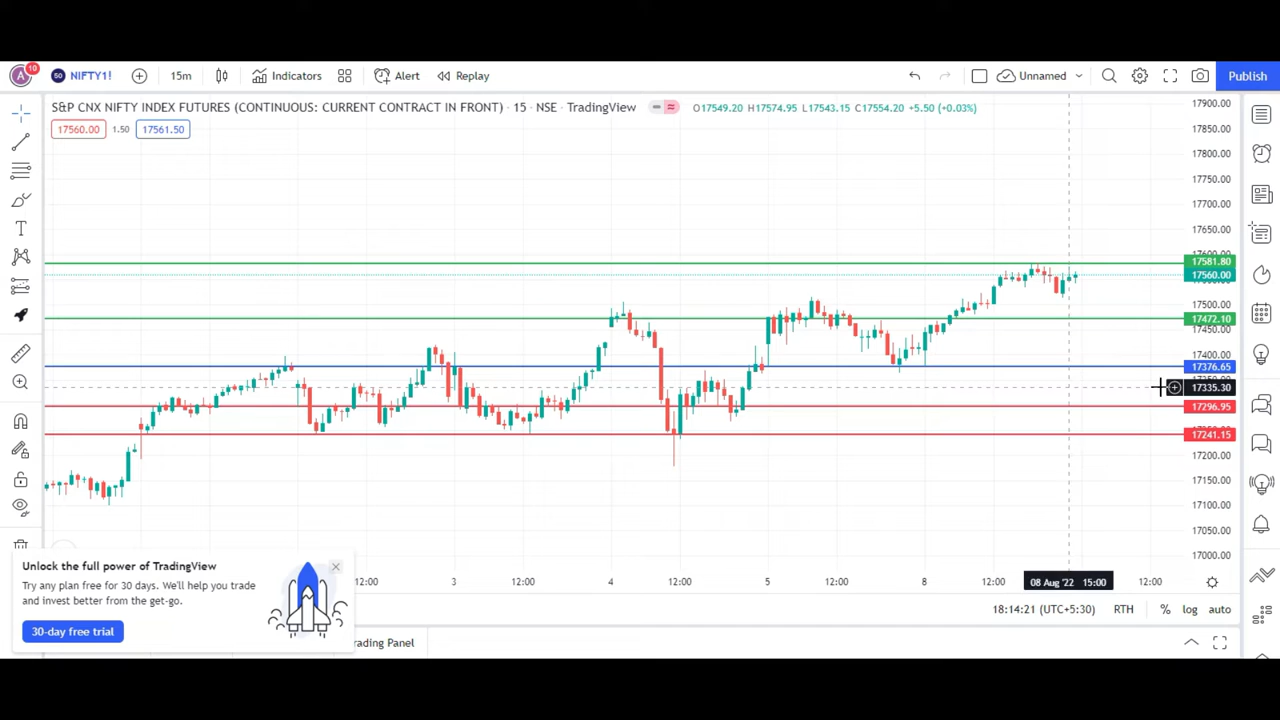 A 10 50 NIFTY1! 15m Indicators Alert Replay Unnamed Publish
S&P CNX NIFTY INDEX FUTURES (CONTINUOUS: CURRENT CONTRACT IN FRONT) · 15 · NSE · TradingView O17549.20 H17574.95 L17543.15 C17554.20 +5.50 (+0.03%)
17560.00 1.50 17561.50
17900.00
17850.00
17800.00
17750.00
17700.00
17650.00
17581.80
17560.00
17500.00
17472.10
17450.00
17400.00
17376.65
17335.30
17296.95
17241.15
17200.00
17150.00
17100.00
17050.00
17000.00
Unlock the full power of TradingView
Try any plan free for 30 days. We'll help you trade
and invest better from the get-go.
30-day free trial
12:00 3 12:00 4 12:00 5 12:00 8 12:00 08 Aug '22 15:00 12:00
18:14:21 (UTC+5:30) RTH % log auto
rading Panel